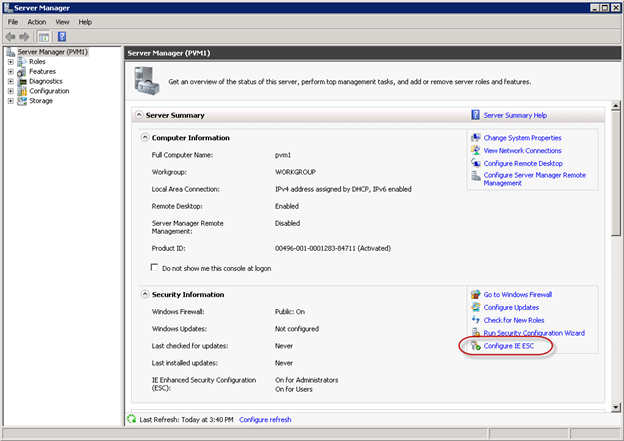 Server Manager
File Action View Help
Server Manager (PVM1)
Roles
Features
Diagnostics
Configuration
Storage
Server Manager (PVM1)
Get an overview of the status of this server, perform top management tasks, and add or remove server roles and features.
Server Summary
Server Summary Help
Computer Information
Full Computer Name: pvm1
Workgroup: WORKGROUP
Local Area Connection: IPv4 address assigned by DHCP, IPv6 enabled
Remote Desktop: Enabled
Server Manager Remote
Management: Disabled
Product ID: 00496-001-0001283-84711 (Activated)
Do not show me this console at logon
Change System Properties
View Network Connections
Configure Remote Desktop
Configure Server Manager Remote
Management
Security Information
Windows Firewall: Public: On
Windows Updates: Not configured
Last checked for updates: Never
Last installed updates: Never
IE Enhanced Security Configuration On for Administrators
(ESC): On for Users
Go to Windows Firewall
Configure Updates
Check for New Roles
Run Security Configuration Wizard
Configure IE ESC
Last Refresh: Today at 3:40 PM Configure refresh